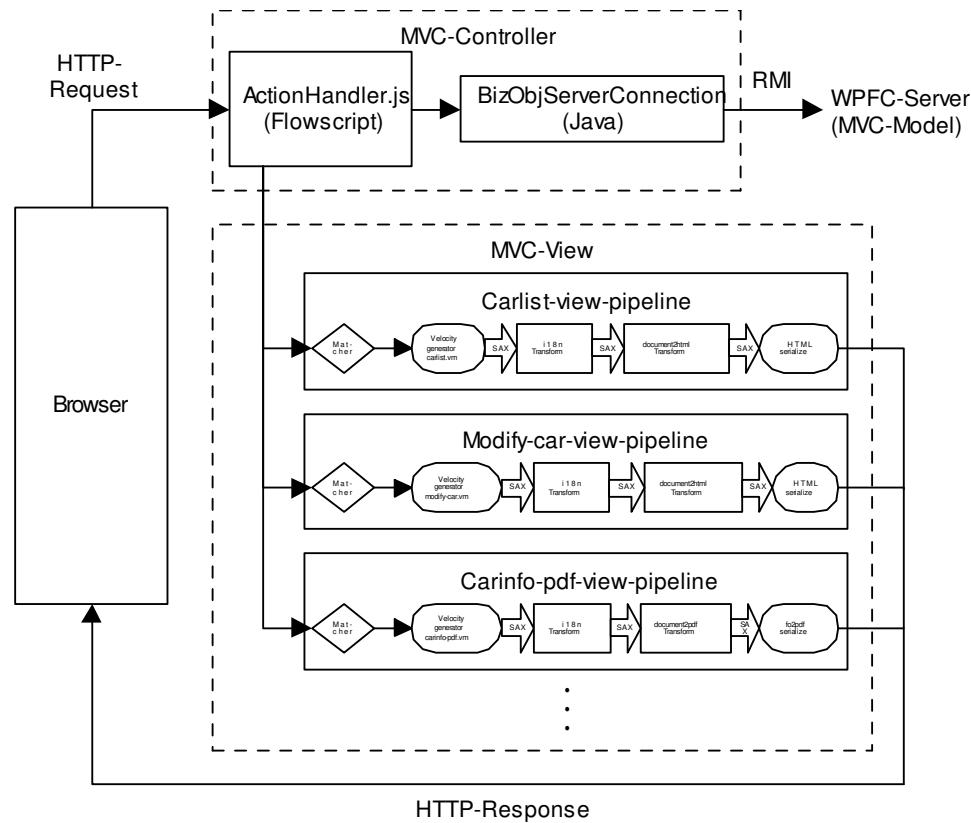 MVC-Controller
HTTP-
Request
ActionHandler.js
(Flowscript)
BizObjServerConnection
(Java)
RMI
WPFC-Server
(MVC-Model)
Browser
MVC-View
Carlist-view-pipeline
Mat-
cher
Velocity
generator
carlist.vm
SAX
i18n
Transform
SAX
document2html
Transform
SAX
HTML
serialize
Modify-car-view-pipeline
Mat-
cher
Velocity
generator
modify-car.vm
SAX
i18n
Transform
SAX
document2html
Transform
SAX
HTML
serialize
Carinfo-pdf-view-pipeline
Mat-
cher
Velocity
generator
carinfo-pdf.vm
SAX
i18n
Transform
SAX
document2pdf
Transform
SA
X
fo2pdf
serialize
HTTP-Response